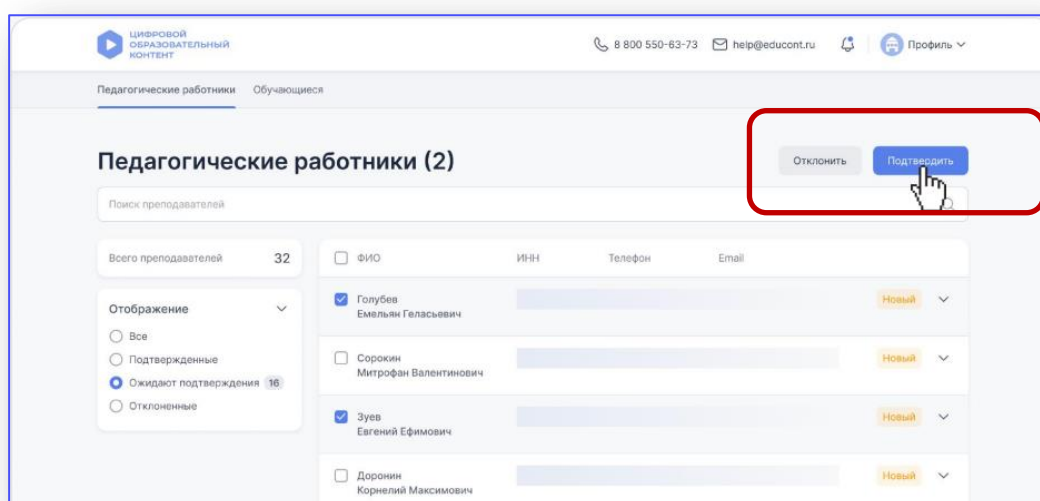 ЦИФРОВОЙ
ОБРАЗОВАТЕЛЬНЫЙ
КОНТЕНТ
8 800 550-63-73 help@educont.ru Профиль
Педагогические работники Обучающиеся
Педагогические работники (2)
Отклонить Подтвердить
Поиск преподавателей
Всего преподавателей 32
ФИО ИНН Телефон Email
Отображение
Все
Подтвержденные
Ожидают подтверждения 16
Отклоненные
Голубев
Емельян Геласьевич
Новый
Сорокин
Митрофан Валентинович
Новый
Зуев
Евгений Ефимович
Новый
Доронин
Корнелий Максимович
Новый